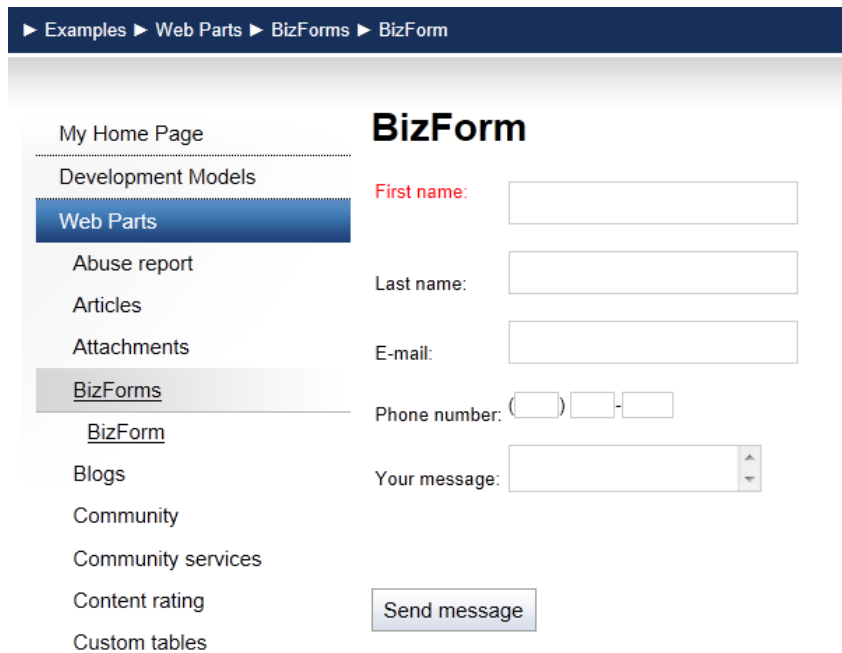 ► Examples ► Web Parts ► BizForms ► BizForm
My Home Page
Development Models
Web Parts
Abuse report
Articles
Attachments
BizForms
BizForm
Blogs
Community
Community services
Content rating
Custom tables
BizForm
First name:
Last name:
E-mail:
Phone number: ( ) -
Your message:
Send message